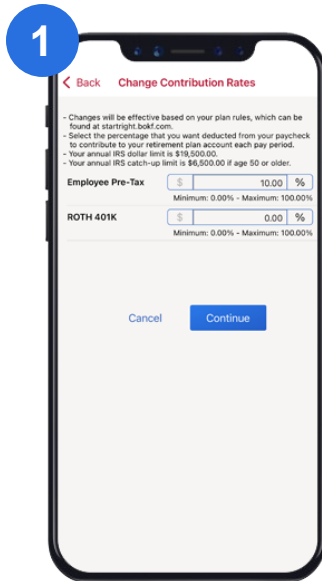 1
Back Change Contribution Rates
- Changes will be effective based on your plan rules, which can be
found at startright.bokf.com.
- Select the percentage that you want deducted from your paycheck
to contribute to your retirement plan account each pay period.
- Your annual IRS dollar limit is $19,500.00.
- Your annual IRS catch-up limit is $6,500.00 if age 50 or older.
Employee Pre-Tax $ 10.00 %
Minimum: 0.00% - Maximum: 100.00%
ROTH 401K $ 0.00 %
Minimum: 0.00% - Maximum: 100.00%
Cancel Continue